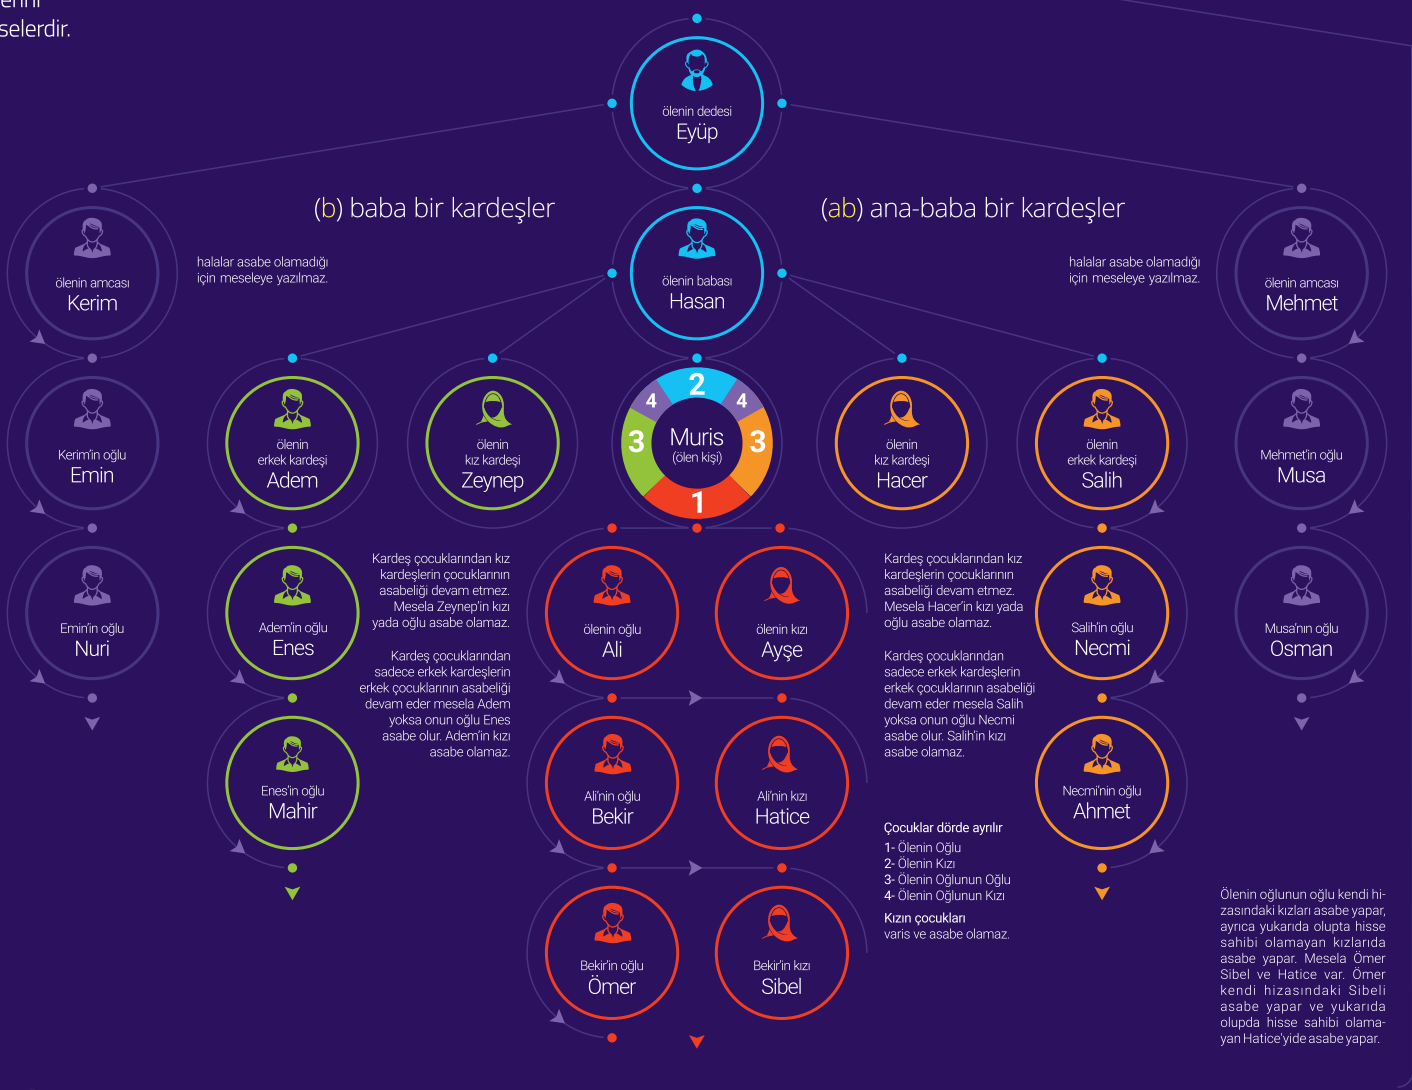 erini
selerdir.
ölenin dedesi
Eyüp
(b) baba bir kardeşler
(ab) ana-baba bir kardeşler
ölenin amcası
Kerim
halalar asabe olamadığı
için meseleye yazılmaz.
ölenin babası
Hasan
halalar asabe olamadığı
için meseleye yazılmaz.
ölenin amcası
Mehmet
Kerim'in oğlu
Emin
ölenin
erkek kardeşi
Adem
ölenin
kız kardeşi
Zeynep
2
4
4
3
3
1
Muris
(ölen kişi)
ölenin
kız kardeşi
Hacer
ölenin
erkek kardeşi
Salih
Mehmet'in oğlu
Musa
Emin'in oğlu
Nuri
Adem'in oğlu
Enes
Kardeş çocuklarından kız
kardeşlerin çocuklarının
asabeliği devam etmez.
Mesela Zeynep'in kızı
yada oğlu asabe olamaz.
Kardeş çocuklarından
sadece erkek kardeşlerin
erkek çocuklarının asabeliği
devam eder mesela Adem
yoksa onun oğlu Enes
asabe olur. Adem'in kızı
asabe olamaz.
ölenin oğlu
Ali
ölenin kızı
Ayşe
Kardeş çocuklarından kız
kardeşlerin çocuklarının
asabeliği devam etmez.
Mesela Hacer'in kızı yada
oğlu asabe olamaz.
Kardeş çocuklarından
sadece erkek kardeşlerin
erkek çocuklarının asabeliği
devam eder mesela Salih
yoksa onun oğlu Necmi
asabe olur. Salih'in kızı
asabe olamaz.
Salih'in oğlu
Necmi
Musa'nın oğlu
Osman
Enes'in oğlu
Mahir
Ali'nin oğlu
Bekir
Ali'nin kızı
Hatice
Necmi'nin oğlu
Ahmet
Çocuklar dörde ayrılır
1- Ölenin Oğlu
2- Ölenin Kızı
3- Ölenin Oğlunun Oğlu
4- Ölenin Oğlunun Kızı
Kızın çocukları
varis ve asabe olamaz.
Bekir'in oğlu
Ömer
Bekir'in kızı
Sibel
Ölenin oğlunun oğlu kendi hi-
zasındaki kızları asabe yapar,
ayrıca yukarıda olupta hisse
sahibi olamayan kızlarıda
asabe yapar. Mesela Ömer
Sibel ve Hatice var. Ömer
kendi hizasındaki Sibeli
asabe yapar ve yukarıda
olupda hisse sahibi olama-
yan Hatice'yide asabe yapar.